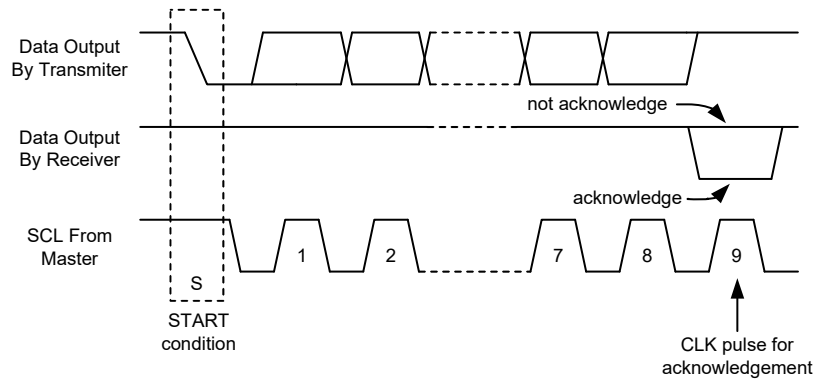 Data Output
By Transmiter
not acknowledge
Data Output
By Receiver
acknowledge
SCL From
Master
1
2
7
8
9
S
START
condition
CLK pulse for
acknowledgement